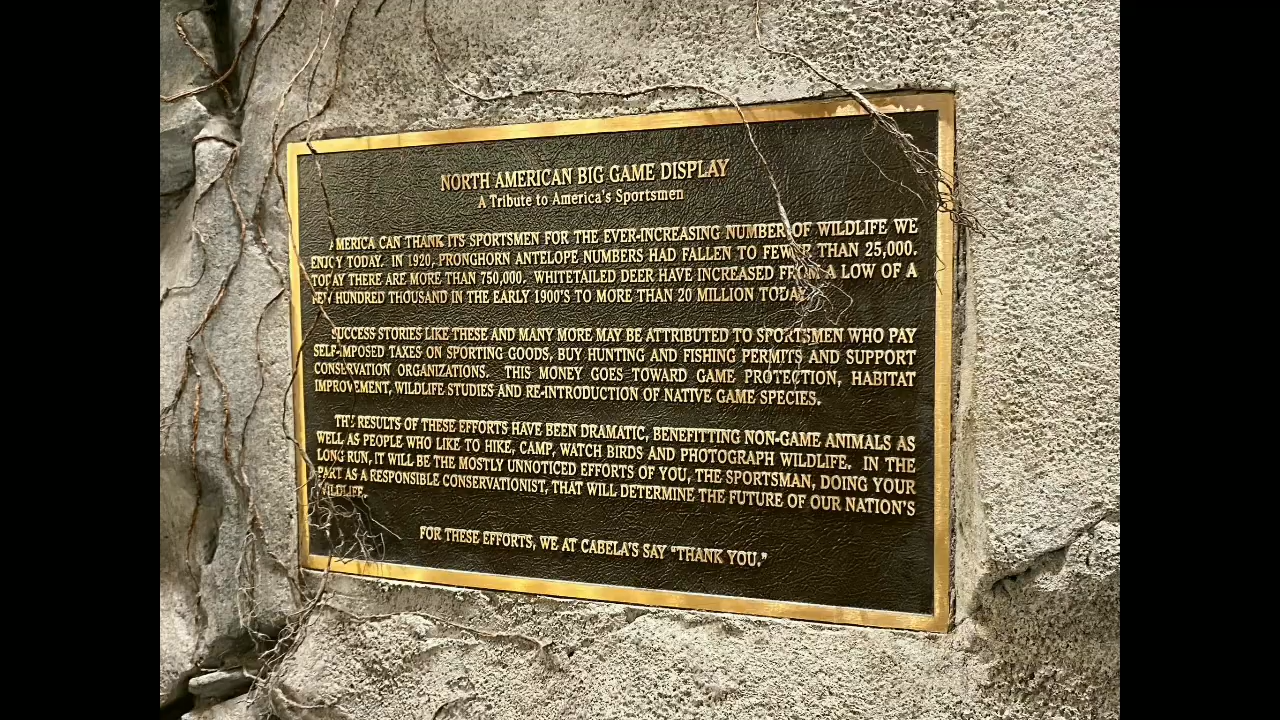 NORTH AMERICAN BIG GAME DISPLAY
A Tribute to America's Sportsmen
AMERICA CAN THANK ITS SPORTSMEN FOR THE EVER-INCREASING NUMBER OF WILDLIFE WE
ENJOY TODAY. IN 1920, PRONGHORN ANTELOPE NUMBERS HAD FALLEN TO FEWER THAN 25,000.
TODAY THERE ARE MORE THAN 750,000. WHITETAILED DEER HAVE INCREASED FROM A LOW OF A
FEW HUNDRED THOUSAND IN THE EARLY 1900'S TO MORE THAN 20 MILLION TODAY.
SUCCESS STORIES LIKE THESE AND MANY MORE MAY BE ATTRIBUTED TO SPORTSMEN WHO PAY
SELF-IMPOSED TAXES ON SPORTING GOODS, BUY HUNTING AND FISHING PERMITS AND SUPPORT
CONSERVATION ORGANIZATIONS. THIS MONEY GOES TOWARD GAME PROTECTION, HABITAT
IMPROVEMENT, WILDLIFE STUDIES AND RE-INTRODUCTION OF NATIVE GAME SPECIES.
THE RESULTS OF THESE EFFORTS HAVE BEEN DRAMATIC, BENEFITTING NON-GAME ANIMALS AS
WELL AS PEOPLE WHO LIKE TO HIKE, CAMP, WATCH BIRDS AND PHOTOGRAPH WILDLIFE. IN THE
LONG RUN, IT WILL BE THE MOSTLY UNNOTICED EFFORTS OF YOU, THE SPORTSMAN, DOING YOUR
PART AS A RESPONSIBLE CONSERVATIONIST, THAT WILL DETERMINE THE FUTURE OF OUR NATION'S
WILDLIFE.
FOR THESE EFFORTS, WE AT CABELA'S SAY "THANK YOU."